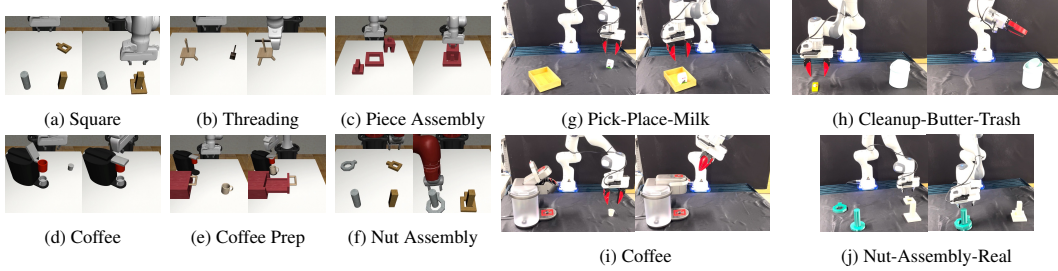 (a) Square
(b) Threading
(c) Piece Assembly
(g) Pick-Place-Milk
(h) Cleanup-Butter-Trash
(d) Coffee
(e) Coffee Prep
(f) Nut Assembly
(i) Coffee
(j) Nut-Assembly-Real